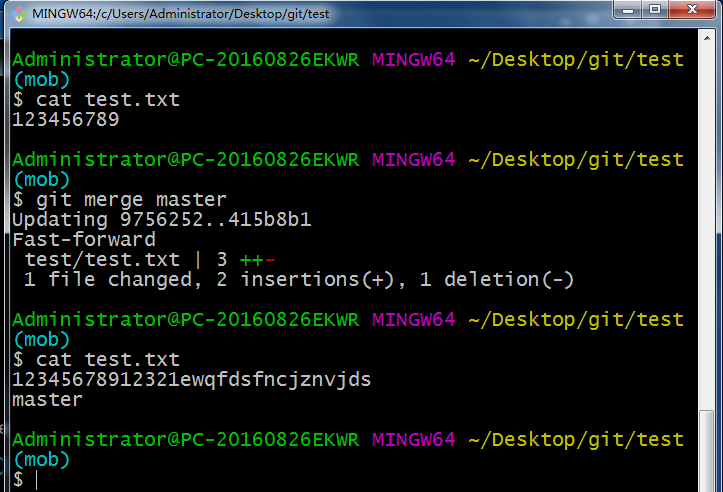 MINGW64:/c/Users/Administrator/Desktop/git/test
Administrator@PC-20160826EKWR MINGW64 ~/Desktop/git/test
(mob)
$ cat test.txt
123456789
Administrator@PC-20160826EKWR MINGW64 ~/Desktop/git/test
(mob)
$ git merge master
Updating 9756252..415b8b1
Fast-forward
test/test.txt | 3 ++-
1 file changed, 2 insertions(+), 1 deletion(-)
Administrator@PC-20160826EKWR MINGW64 ~/Desktop/git/test
(mob)
$ cat test.txt
12345678912321ewqfdsfncjznvjds
master
Administrator@PC-20160826EKWR MINGW64 ~/Desktop/git/test
(mob)
$